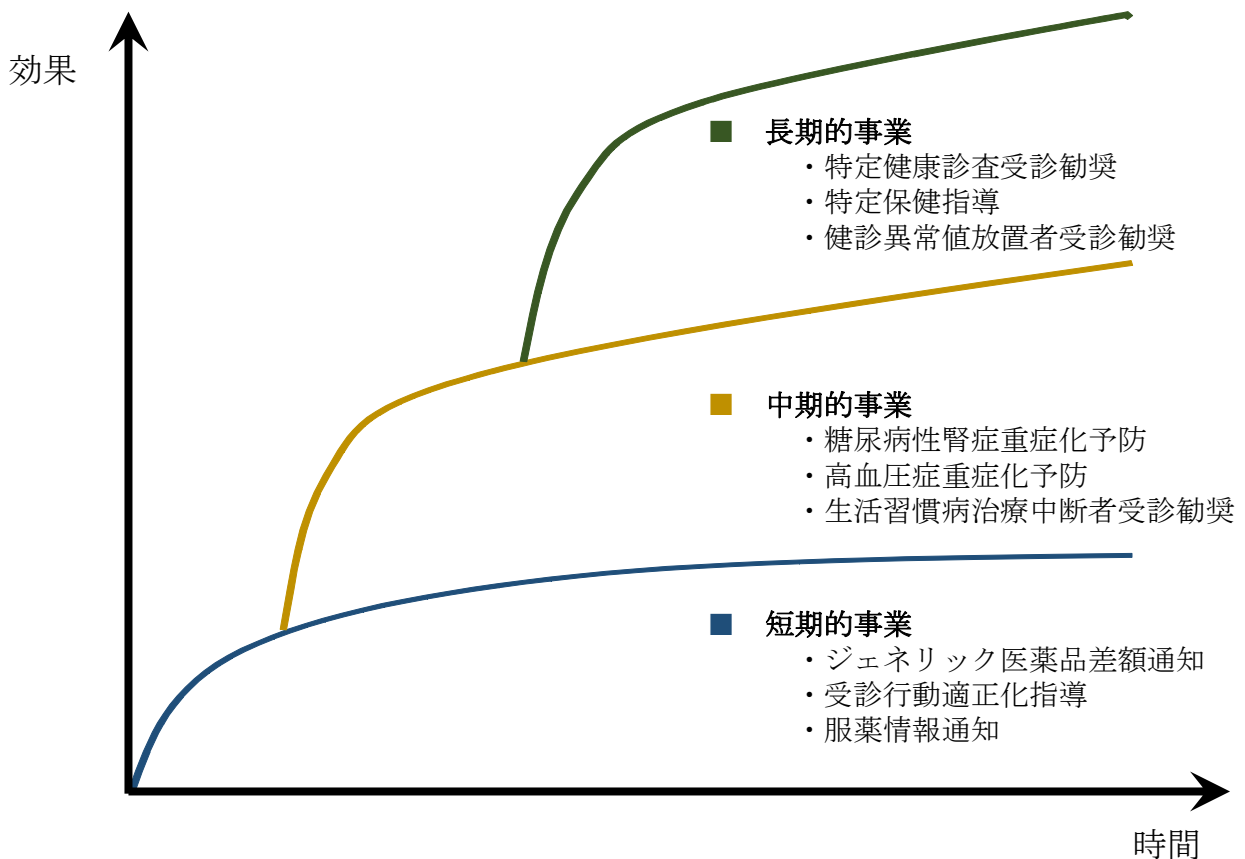 効果
■ 長期的事業
・特定健康診査受診勧奨
・特定保健指導
・健診異常値放置者受診勧奨
■ 中期的事業
・糖尿病性腎症重症化予防
・高血圧症重症化予防
・生活習慣病治療中断者受診勧奨
■ 短期的事業
・ジェネリック医薬品差額通知
・受診行動適正化指導
・服薬情報通知
時間